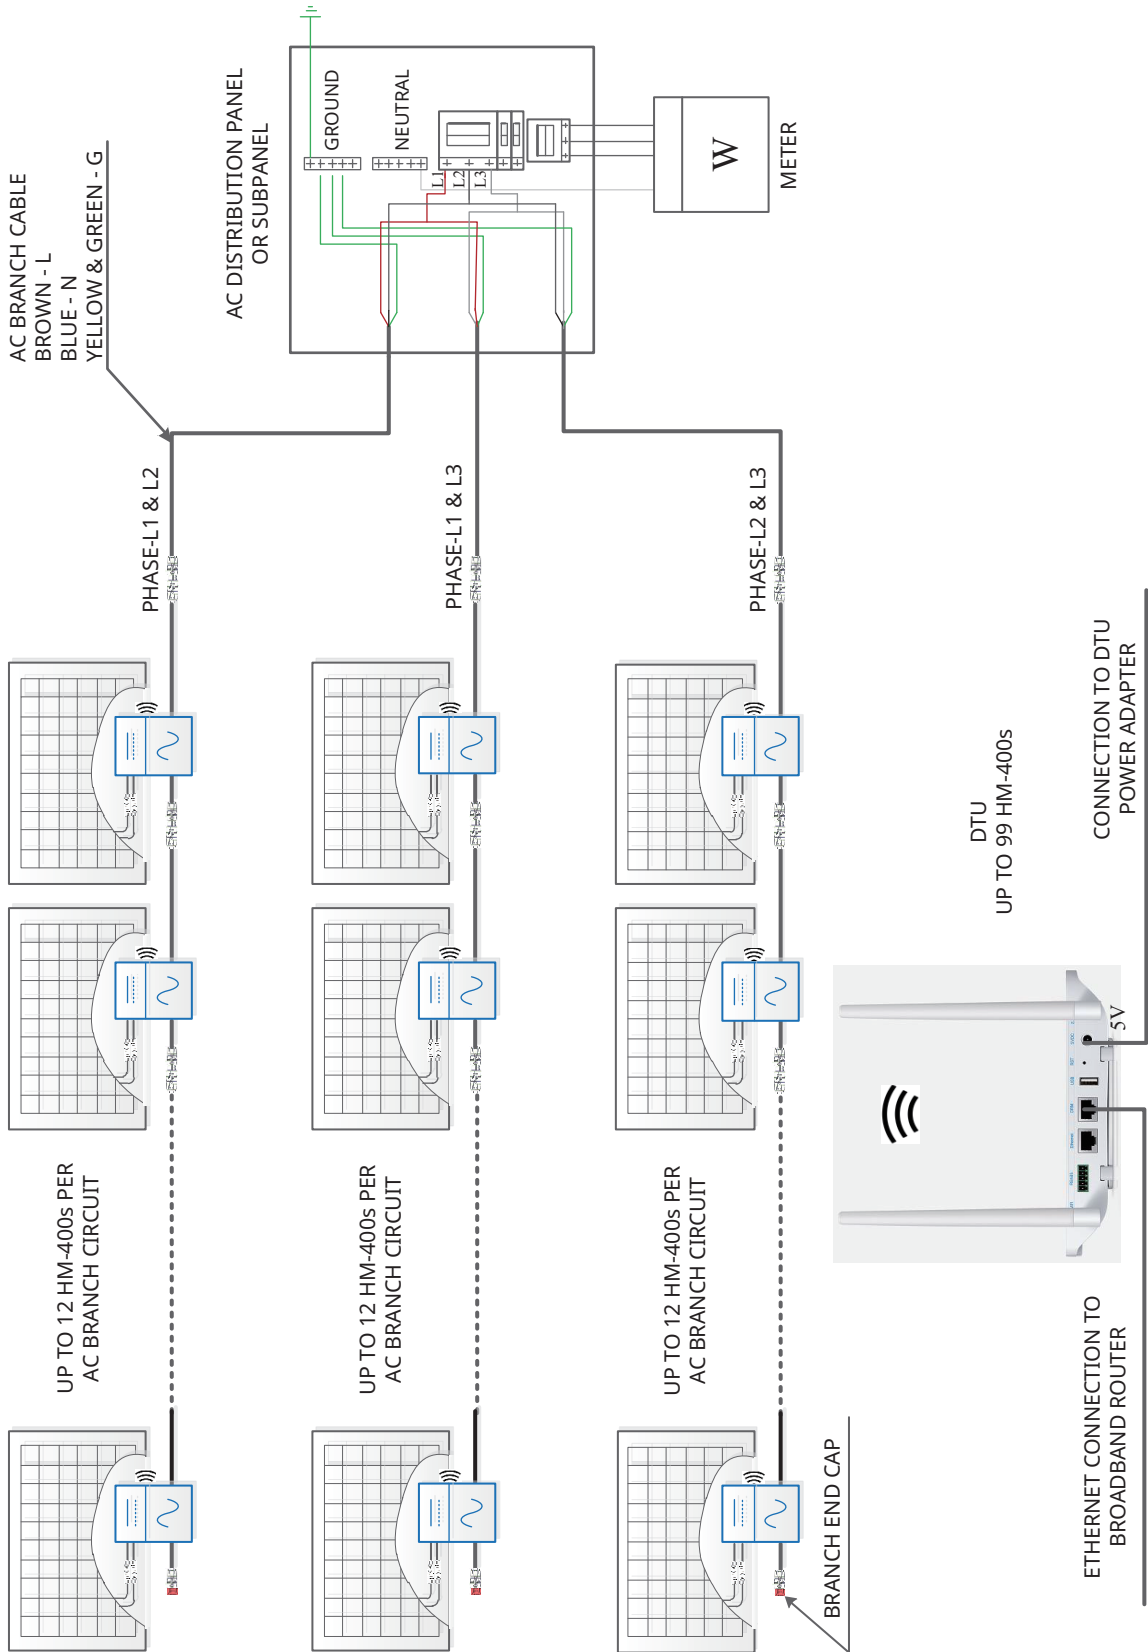 AC BRANCH CABLE
BROWN - L
BLUE - N
YELLOW & GREEN - G
AC DISTRIBUTION PANEL
OR SUBPANEL
GROUND
NEUTRAL
L1
L2
L3
W
METER
PHASE-L1 & L2
PHASE-L1 & L3
PHASE-L2 & L3
UP TO 12 HM-400s PER
AC BRANCH CIRCUIT
UP TO 12 HM-400s PER
AC BRANCH CIRCUIT
UP TO 12 HM-400s PER
AC BRANCH CIRCUIT
BRANCH END CAP
DTU
UP TO 99 HM-400s
CONNECTION TO DTU
POWER ADAPTER
5V
ETHERNET CONNECTION TO
BROADBAND ROUTER